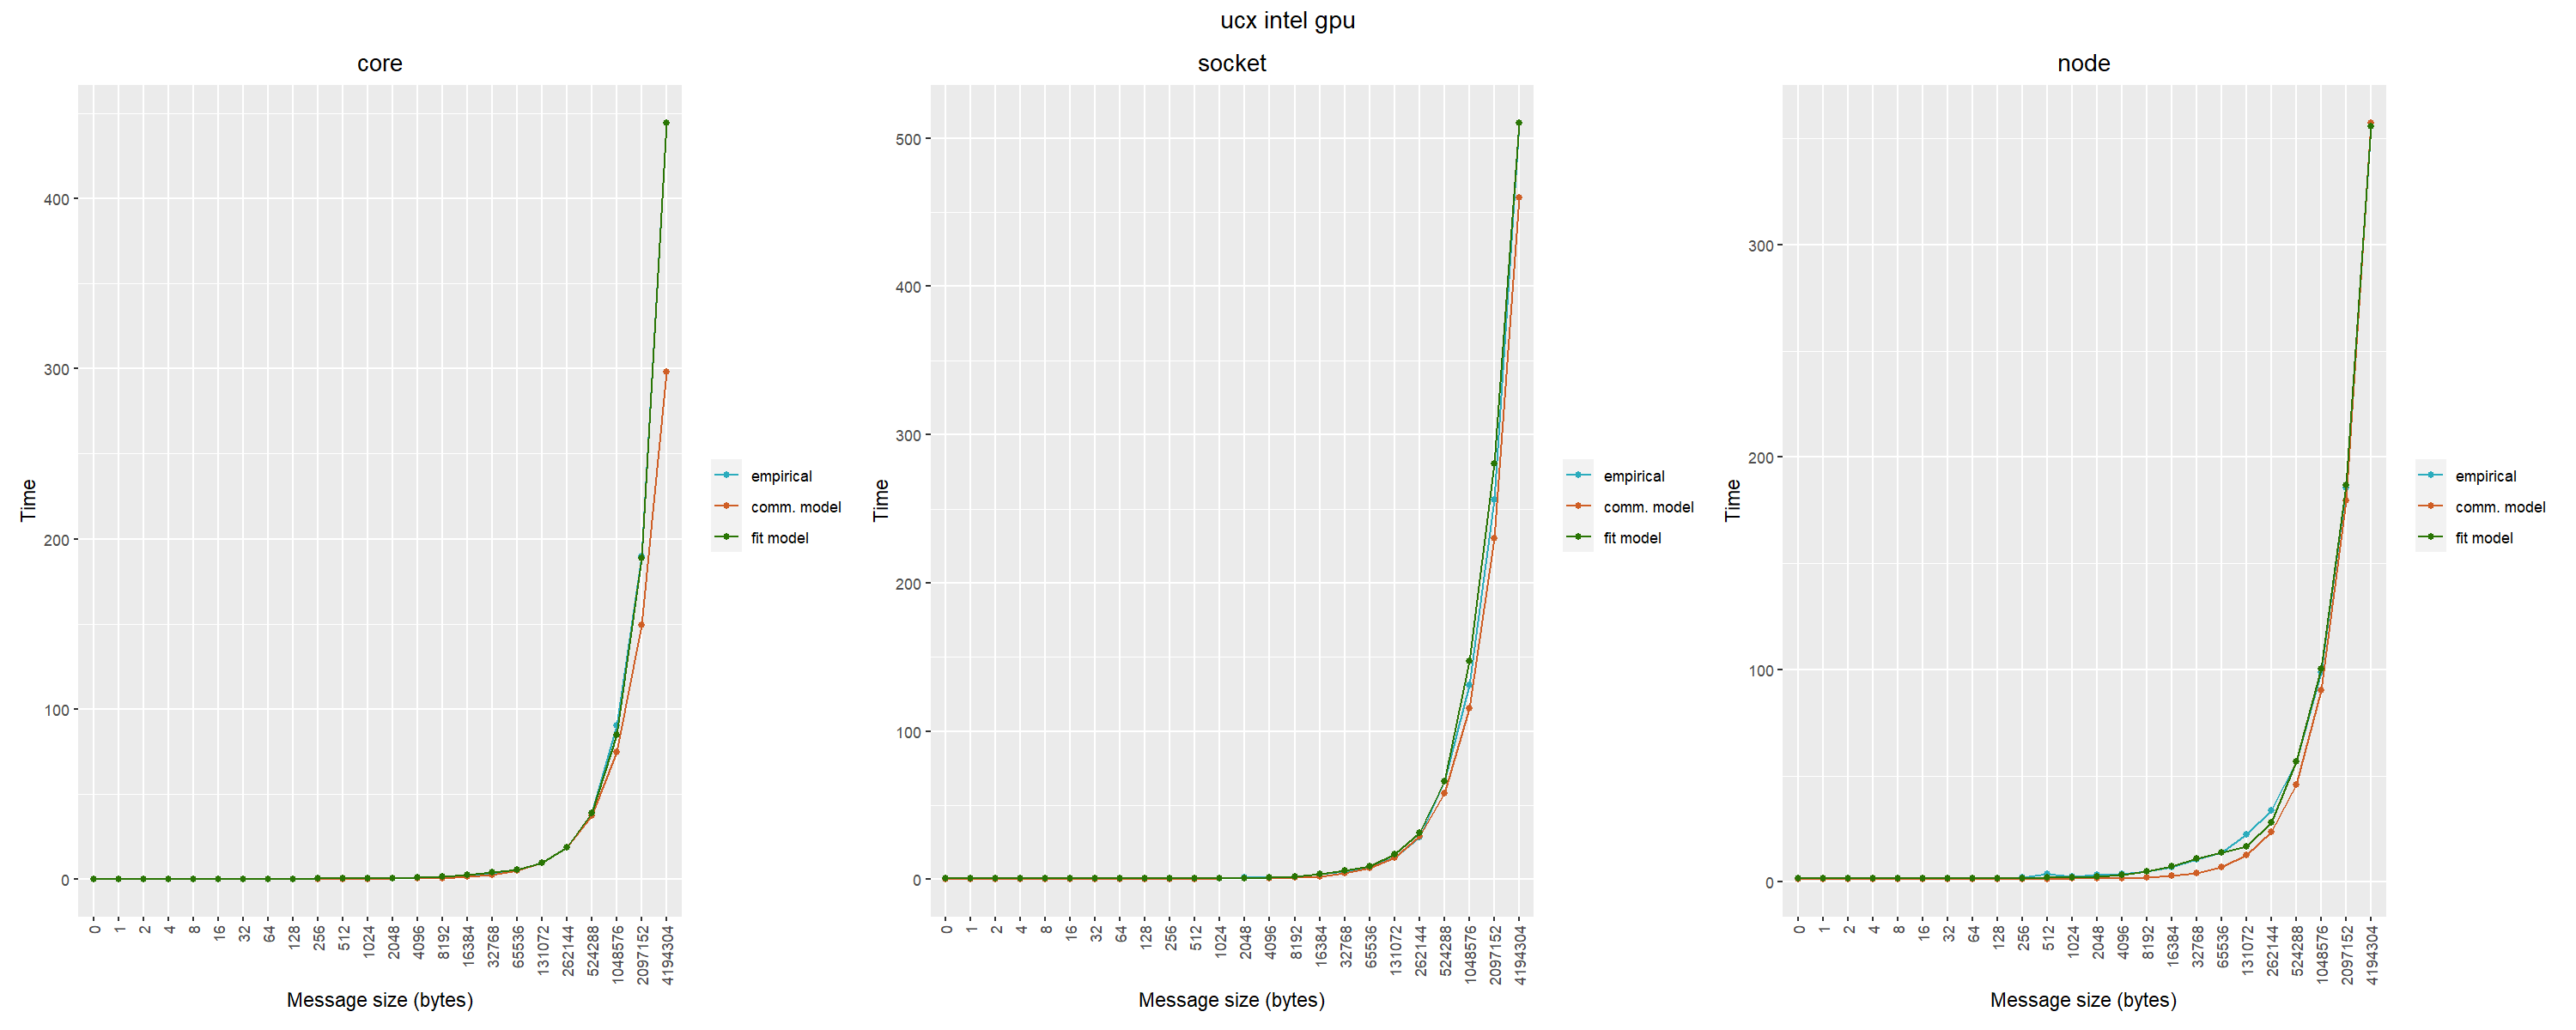 ucx intel gpu
core
socket
node
Time
400
300
200
100
0
0 1 2 4 8 16 32 64 128 256 512 1024 2048 4096 8192 16384 32768 65536 131072 262144 524288 1048576 2097152 4194304
Message size (bytes)
empirical
comm. model
fit model
Time
500
400
300
200
100
0
0 1 2 4 8 16 32 64 128 256 512 1024 2048 4096 8192 16384 32768 65536 131072 262144 524288 1048576 2097152 4194304
Message size (bytes)
empirical
comm. model
fit model
Time
300
200
100
0
0 1 2 4 8 16 32 64 128 256 512 1024 2048 4096 8192 16384 32768 65536 131072 262144 524288 1048576 2097152 4194304
Message size (bytes)
empirical
comm. model
fit model